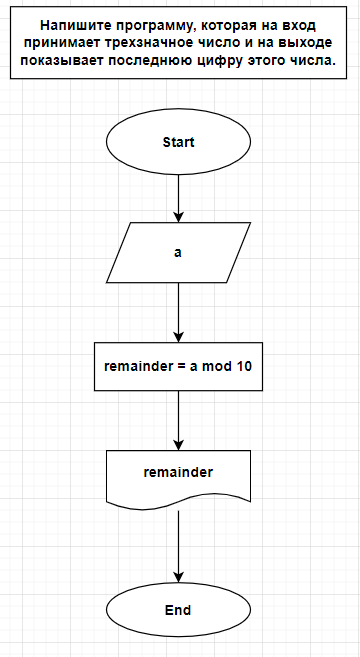 Напишите программу, которая на вход
принимает трехзначное число и на выходе
показывает последнюю цифру этого числа.
Start
a
remainder = a mod 10
remainder
End